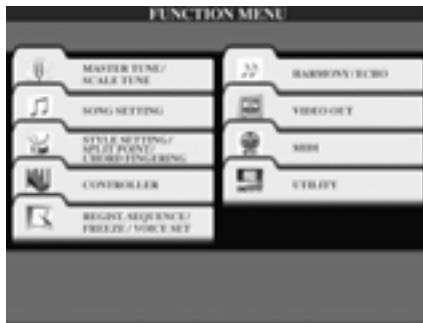 FUNCTION MENU
MASTER TUNE/
SCALE TUNE
SONG SETTING
STYLE SETTING/
SPLIT POINT/
CHORD FINGERING
CONTROLLER
REGIST. SEQUENCE/
FREEZE / VOICE SET
HARMONY / ECHO
VIDEO OUT
MIDI
UTILITY